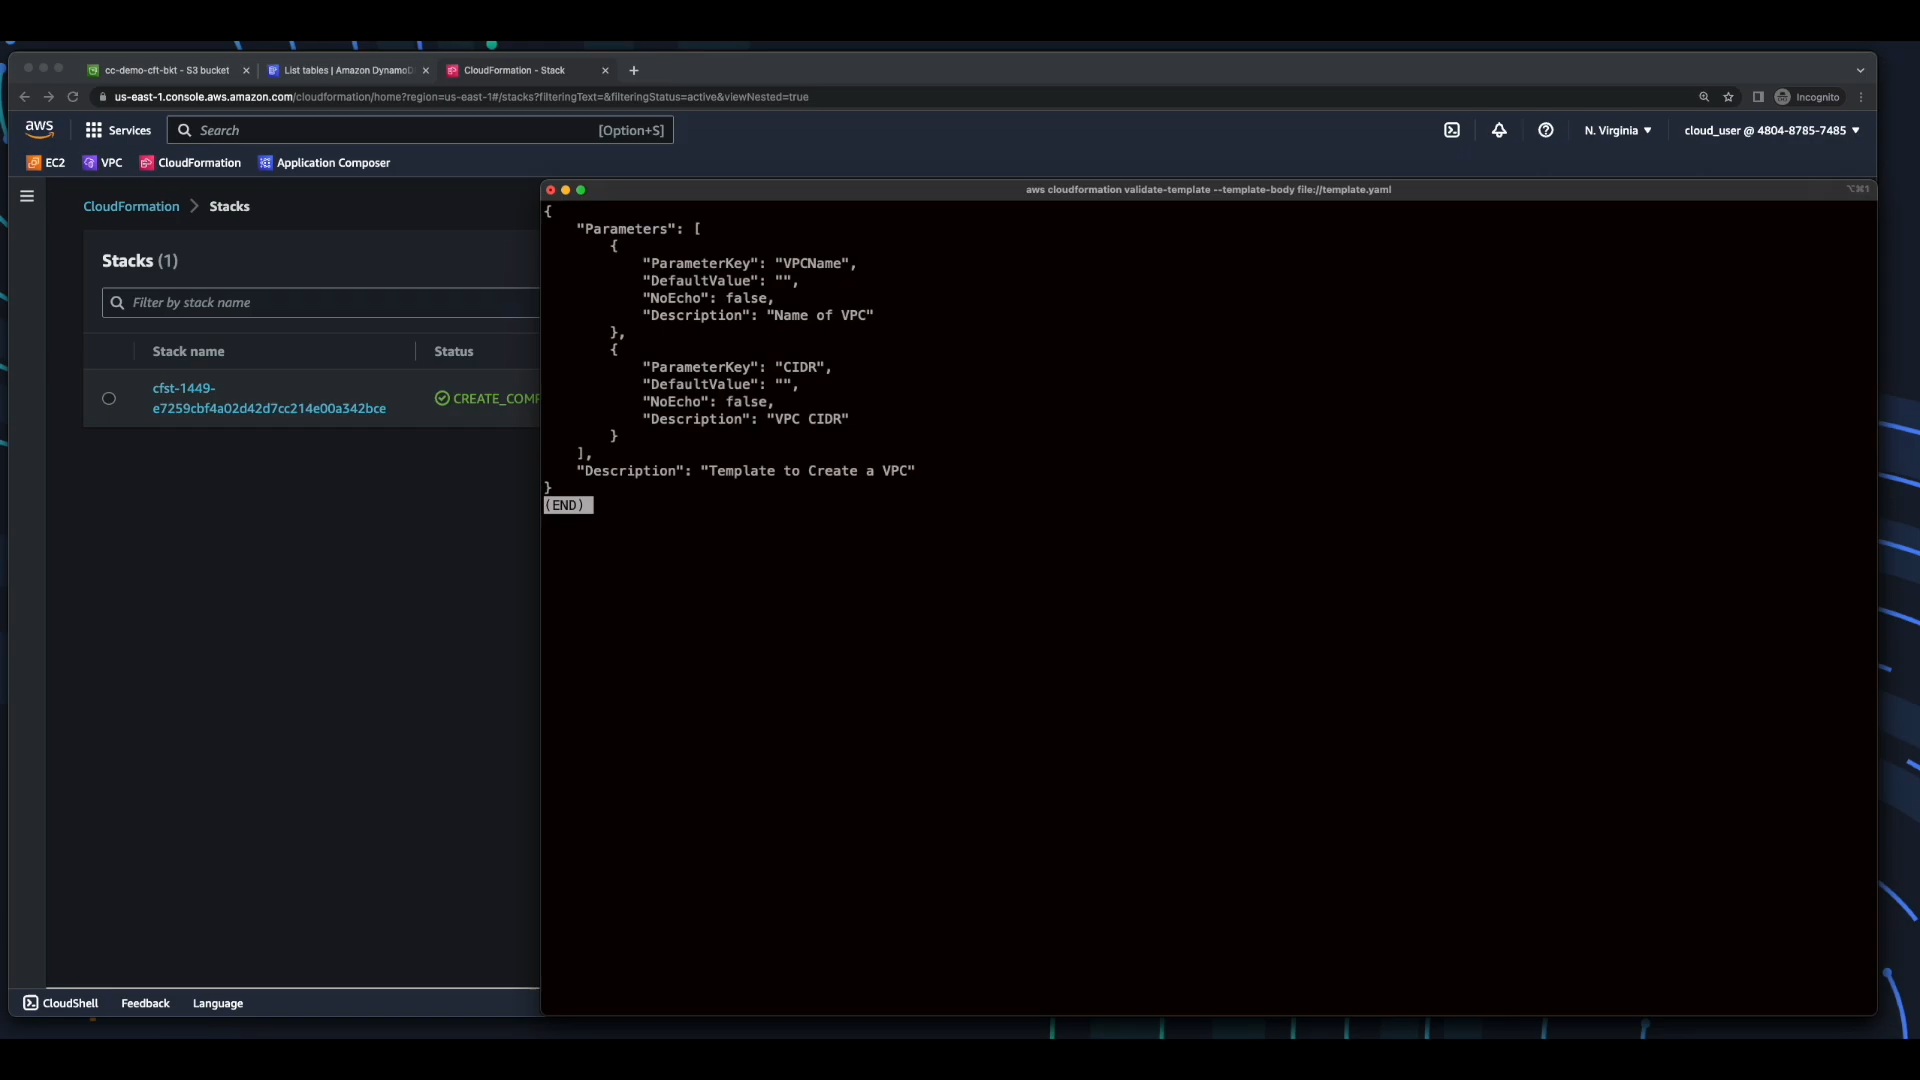 cc-demo-cft-bkt - S3 bucket
List tables | Amazon DynamoD
CloudFormation - Stack
us-east-1.console.aws.amazon.com/cloudformation/home?region=us-east-1#/stacks?filteringText=&filteringStatus=active&viewNested=true
Incognito
aws
Services
Search
[Option+S]
N. Virginia
cloud_user @ 4804-8785-7485
EC2
VPC
CloudFormation
Application Composer
CloudFormation
Stacks
Stacks (1)
Filter by stack name
Stack name
Status
cfst-1449-
e7259cbf4a02d42d7cc214e00a342bce
CREATE_COMP
aws cloudformation validate-template --template-body file://template.yaml
⌥⌘1
{
"Parameters": [
{
"ParameterKey": "VPCName",
"DefaultValue": "",
"NoEcho": false,
"Description": "Name of VPC"
},
{
"ParameterKey": "CIDR",
"DefaultValue": "",
"NoEcho": false,
"Description": "VPC CIDR"
}
],
"Description": "Template to Create a VPC"
}
(END)
CloudShell
Feedback
Language